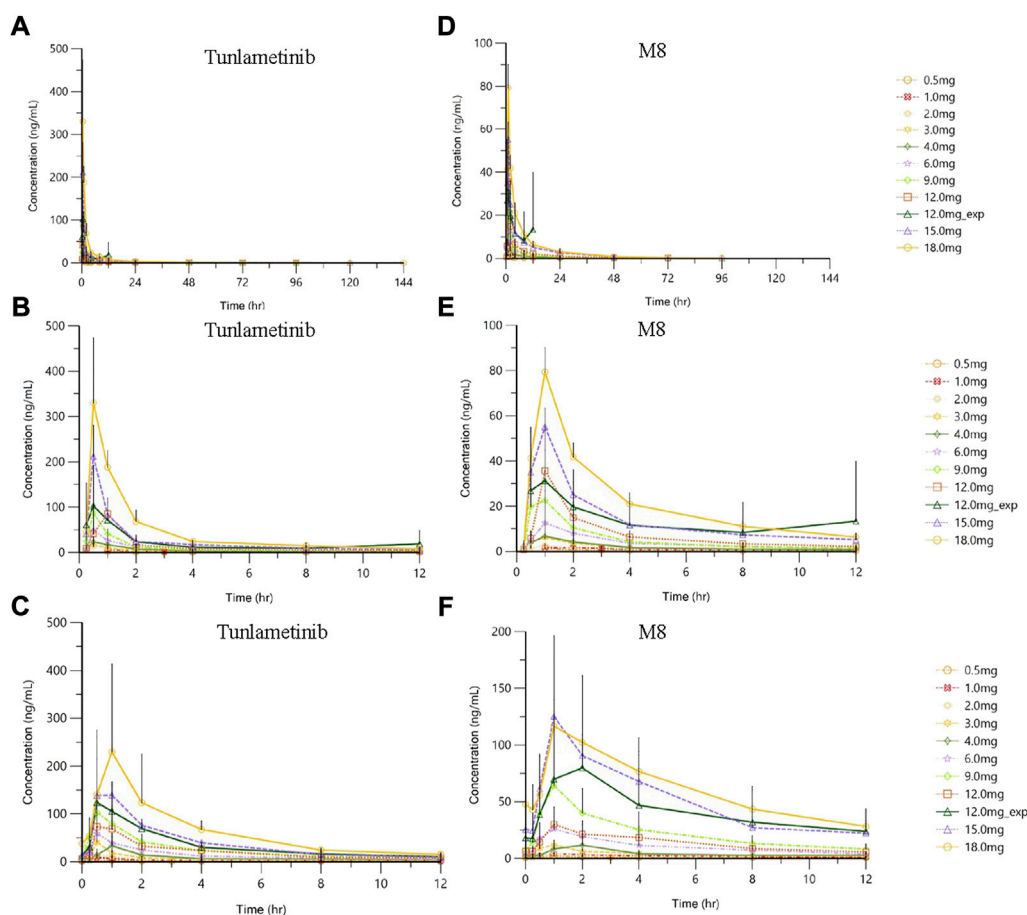 A
Tunlametinib
Concentration (ng/mL)
500
400
300
200
100
0
0 24 48 72 96 120 144
Time (hr)
D
M8
Concentration (ng/mL)
100
80
60
40
20
0
0 24 48 72 96 144
Time (hr)
0.5mg
1.0mg
2.0mg
3.0mg
4.0mg
6.0mg
9.0mg
12.0mg
12.0mg_exp
15.0mg
18.0mg
B
Tunlametinib
Concentration (ng/mL)
500
400
300
200
100
0
0 2 4 6 8 10 12
Time (hr)
E
M8
Concentration (ng/mL)
100
80
60
40
20
0
0 2 4 6 8 10 12
Time (hr)
0.5mg
1.0mg
2.0mg
3.0mg
4.0mg
6.0mg
9.0mg
12.0mg
12.0mg_exp
15.0mg
18.0mg
C
Tunlametinib
Concentration (ng/mL)
500
400
300
200
100
0
0 2 4 6 8 10 12
Time (hr)
F
M8
Concentration (ng/mL)
200
150
100
50
0
0 2 4 6 8 10 12
Time (hr)
0.5mg
1.0mg
2.0mg
3.0mg
4.0mg
6.0mg
9.0mg
12.0mg
12.0mg_exp
15.0mg
18.0mg